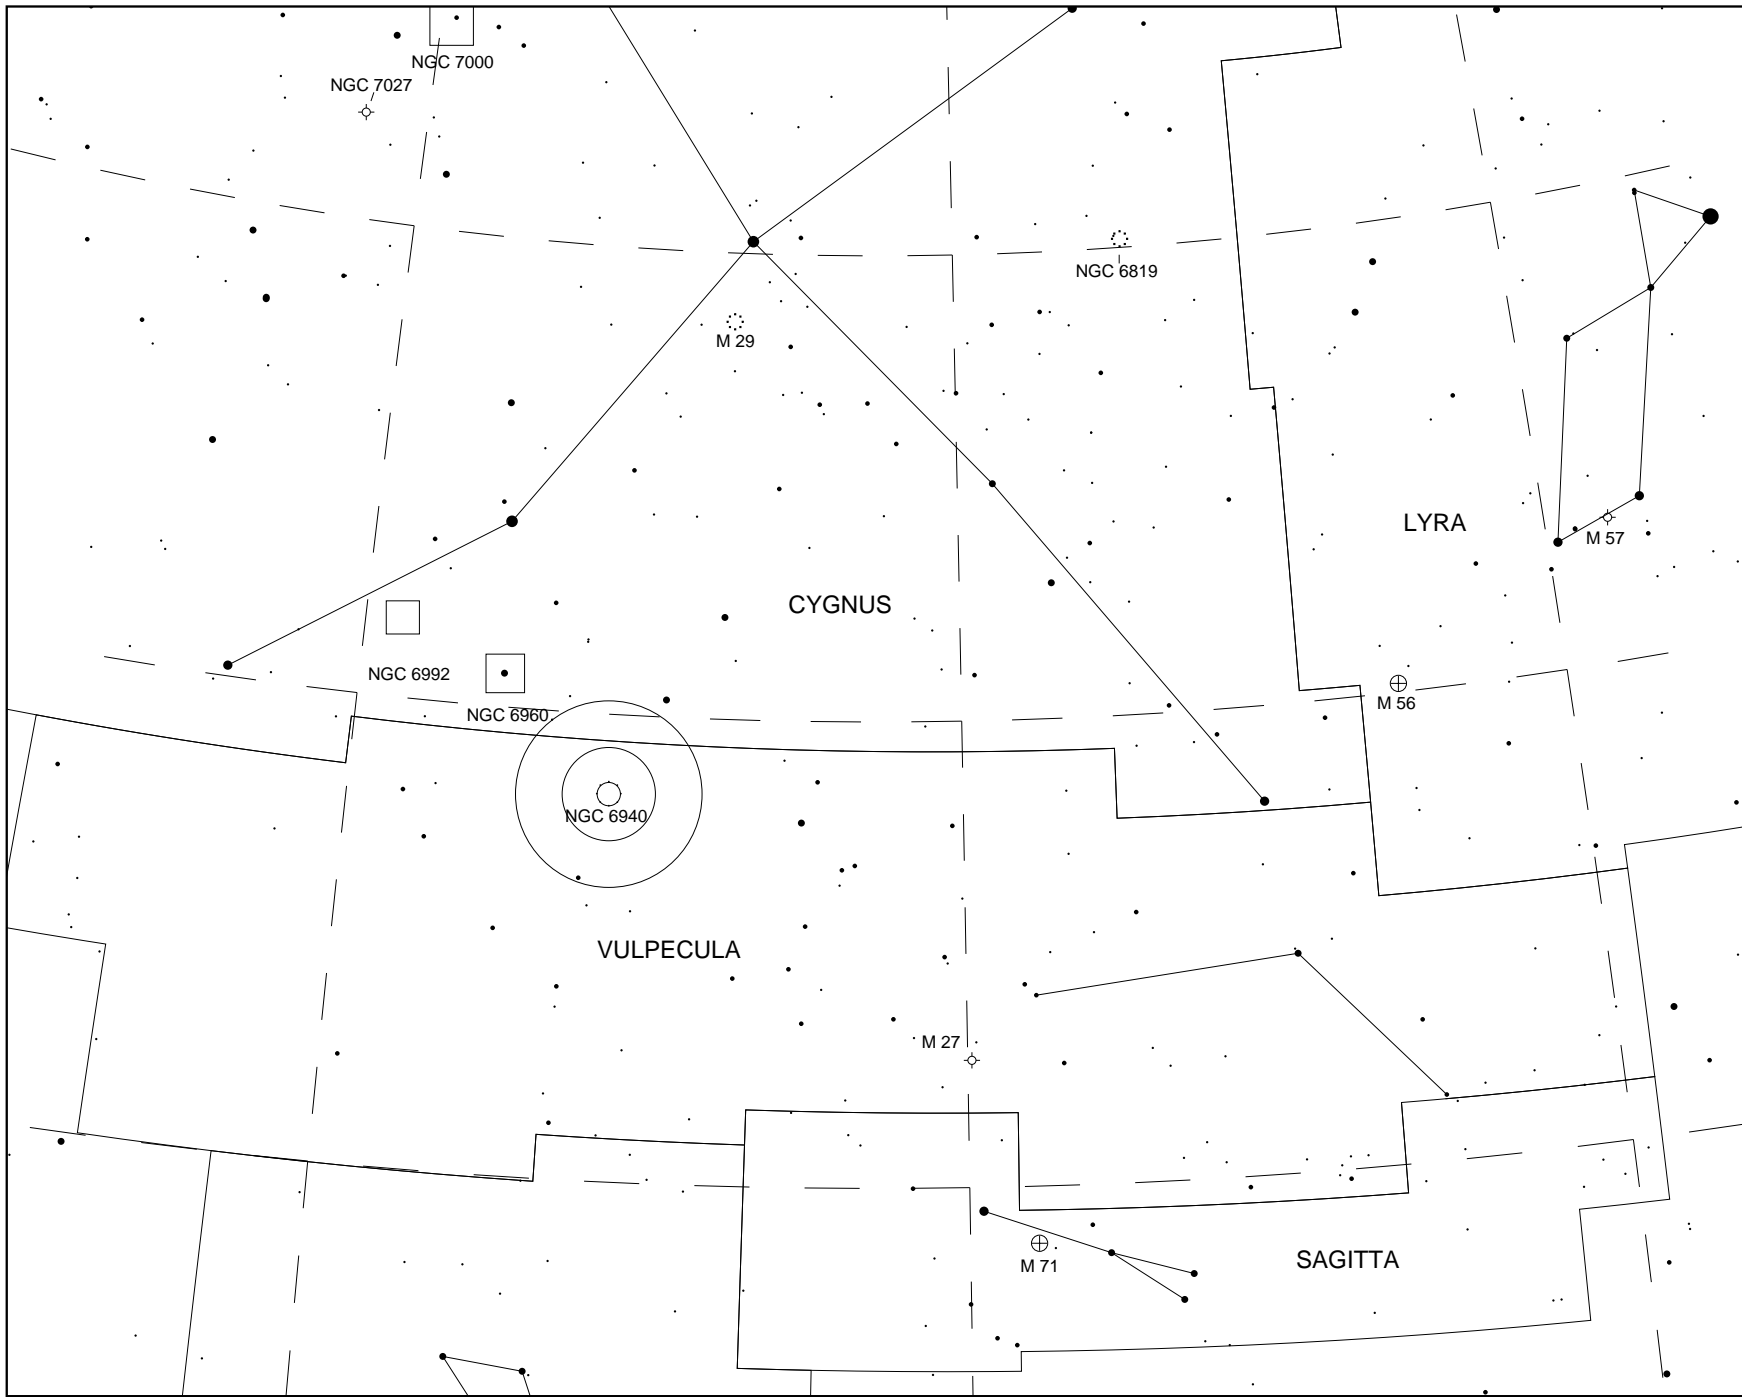 NGC 7000
NGC 7027
NGC 6819
M 29
LYRA
M 57
CYGNUS
NGC 6992
M 56
NGC 6960
NGC 6940
VULPECULA
M 27
SAGITTA
M 71